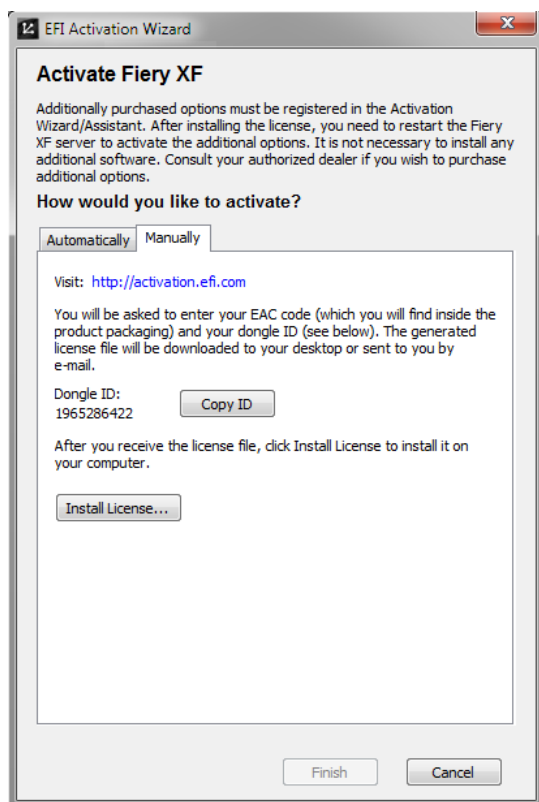 EFI Activation Wizard
Activate Fiery XF
Additionally purchased options must be registered in the Activation
Wizard/Assistant. After installing the license, you need to restart the Fiery
XF server to activate the additional options. It is not necessary to install any
additional software. Consult your authorized dealer if you wish to purchase
additional options.
How would you like to activate?
Automatically Manually
Visit: http://activation.efi.com
You will be asked to enter your EAC code (which you will find inside the
product packaging) and your dongle ID (see below). The generated
license file will be downloaded to your desktop or sent to you by
e-mail.
Dongle ID:
1965286422
Copy ID
After you receive the license file, click Install License to install it on
your computer.
Install License...
Finish Cancel